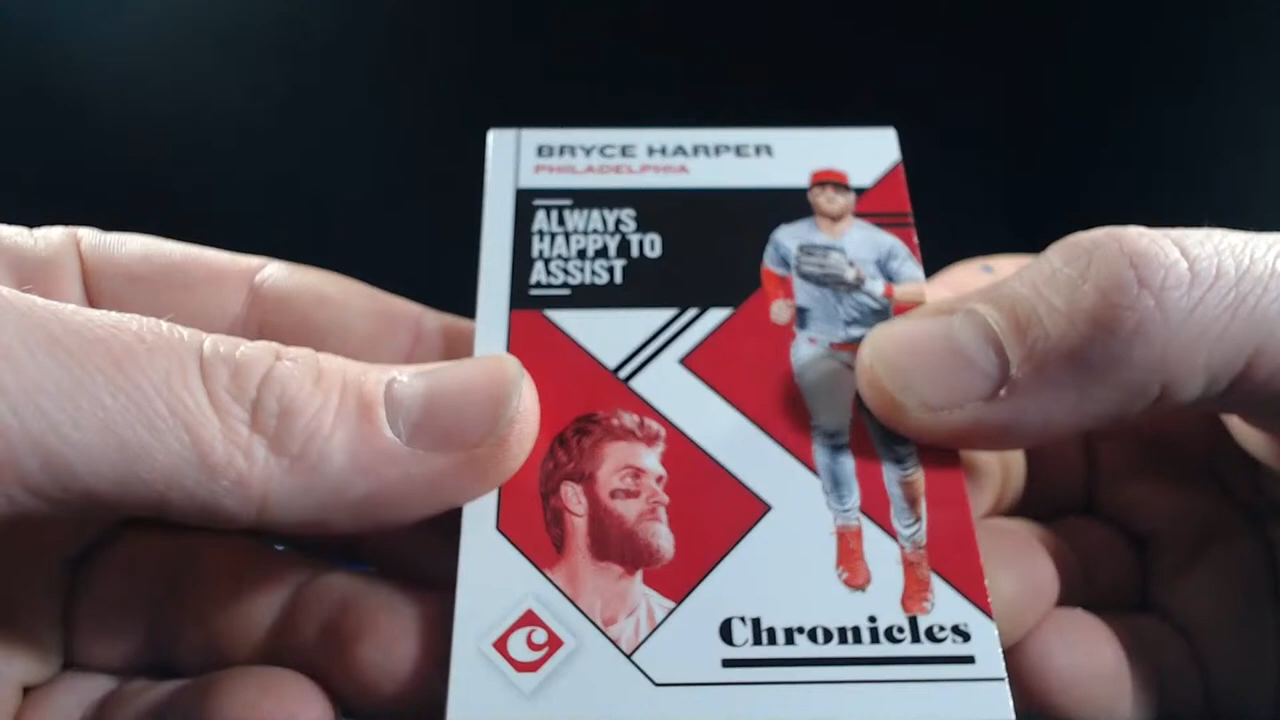 BRYCE HARPER
PHILADELPHIA
ALWAYS
HAPPY TO
ASSIST
C
Chronicles